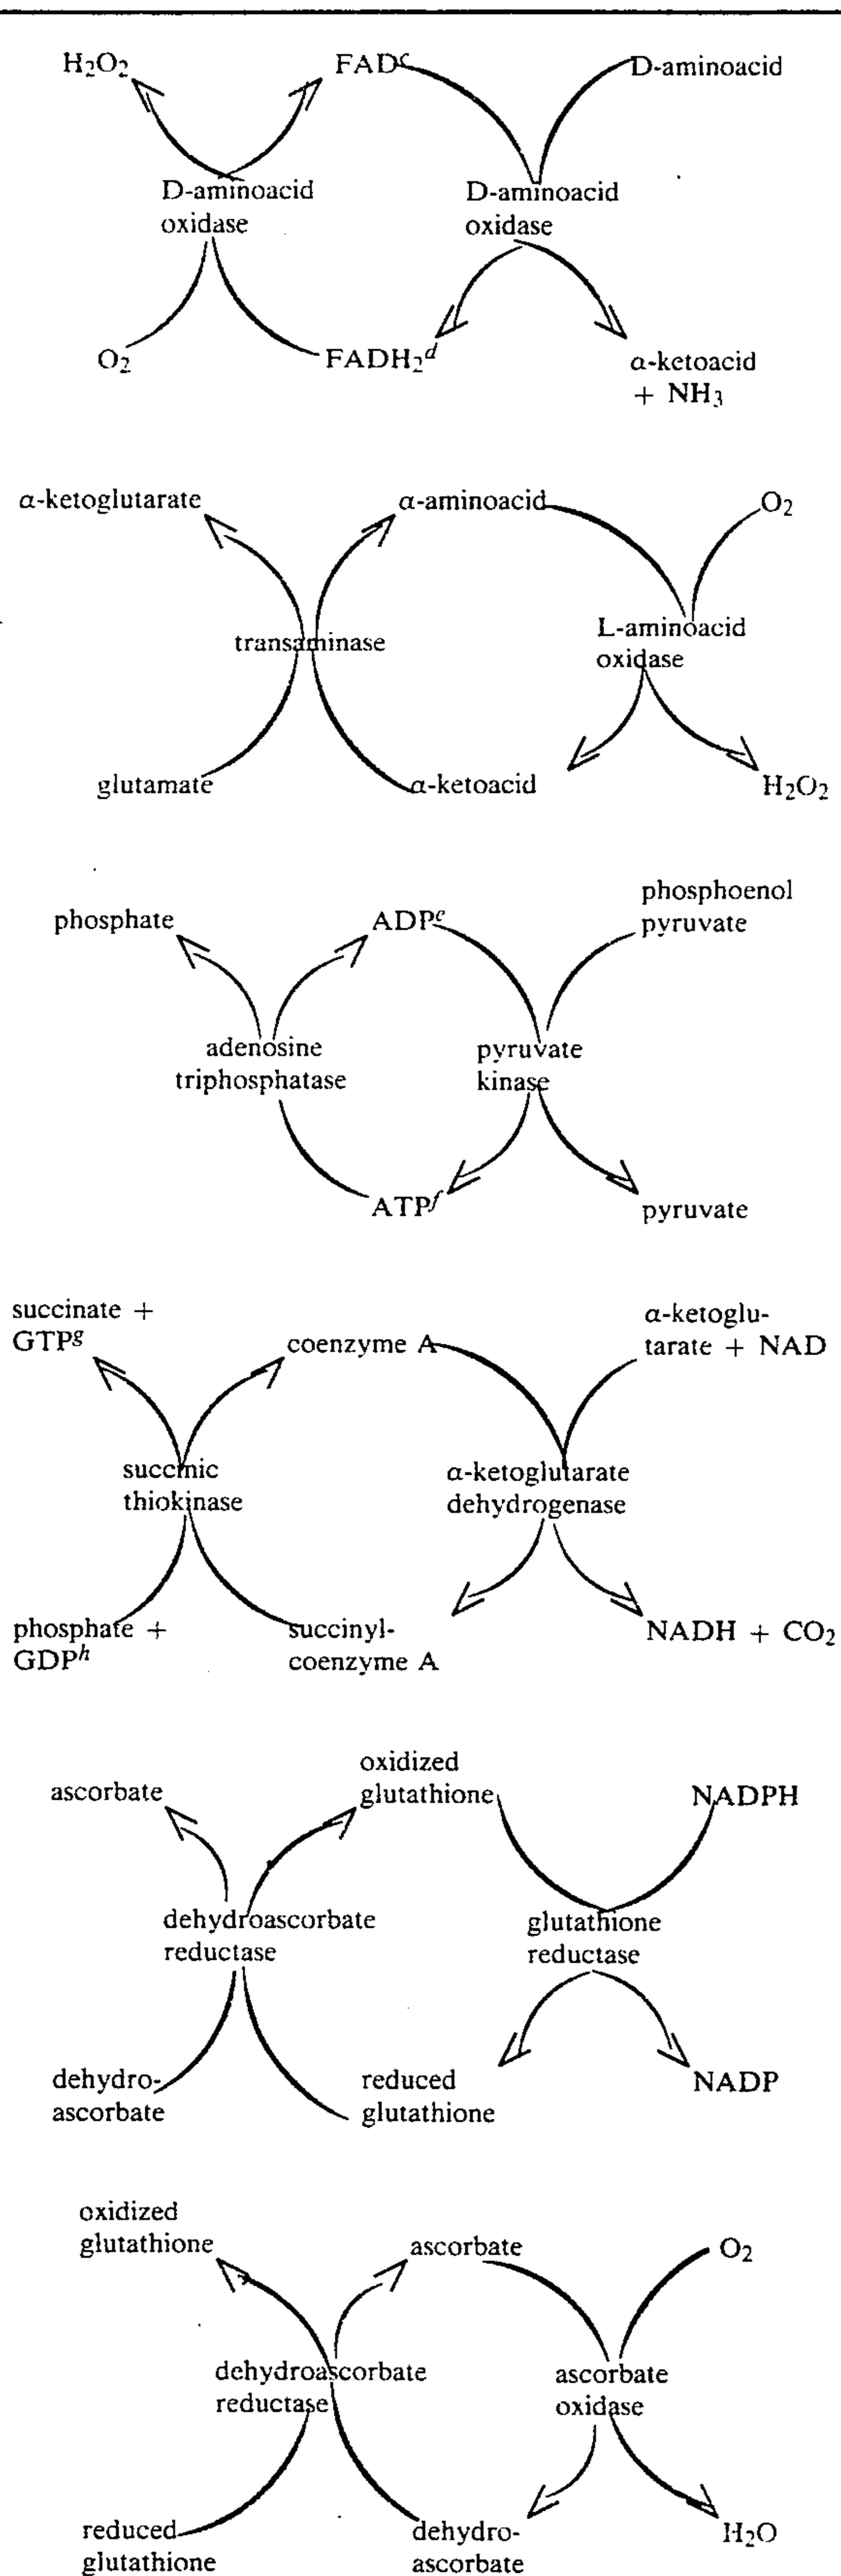 H₂O₂ FADᶜ D-aminoacid
D-aminoacid D-aminoacid
oxidase oxidase
O₂ FADH₂ᵈ α-ketoacid
+ NH₃
α-ketoglutarate α-aminoacid O₂
L-aminoacid
transaminase oxidase
glutamate α-ketoacid H₂O₂
phosphoenol
phosphate ADPᵉ pyruvate
adenosine pyruvate
triphosphatase kinase
ATPᶠ pyruvate
succinate + α-ketoglu-
GTPᵍ coenzyme A tarate + NAD
succinic α-ketoglutarate
thiokinase dehydrogenase
phosphate + succinyl- NADH + CO₂
GDPʰ coenzyme A
oxidized
ascorbate glutathione NADPH
dehydroascorbate glutathione
reductase reductase
dehydro- reduced NADP
ascorbate glutathione
oxidized
glutathione ascorbate O₂
dehydroascorbate ascorbate
reductase oxidase
reduced dehydro- H₂O
glutathione ascorbate